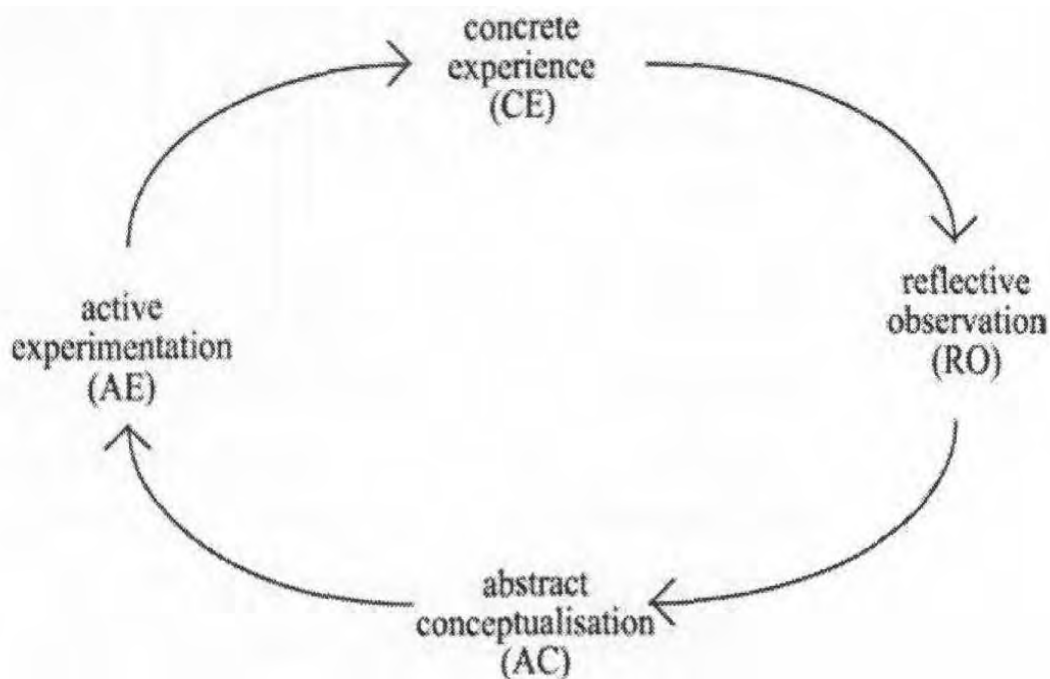 concrete
experience
(CE)
reflective
observation
(RO)
active
experimentation
(AE)
abstract
conceptualisation
(AC)